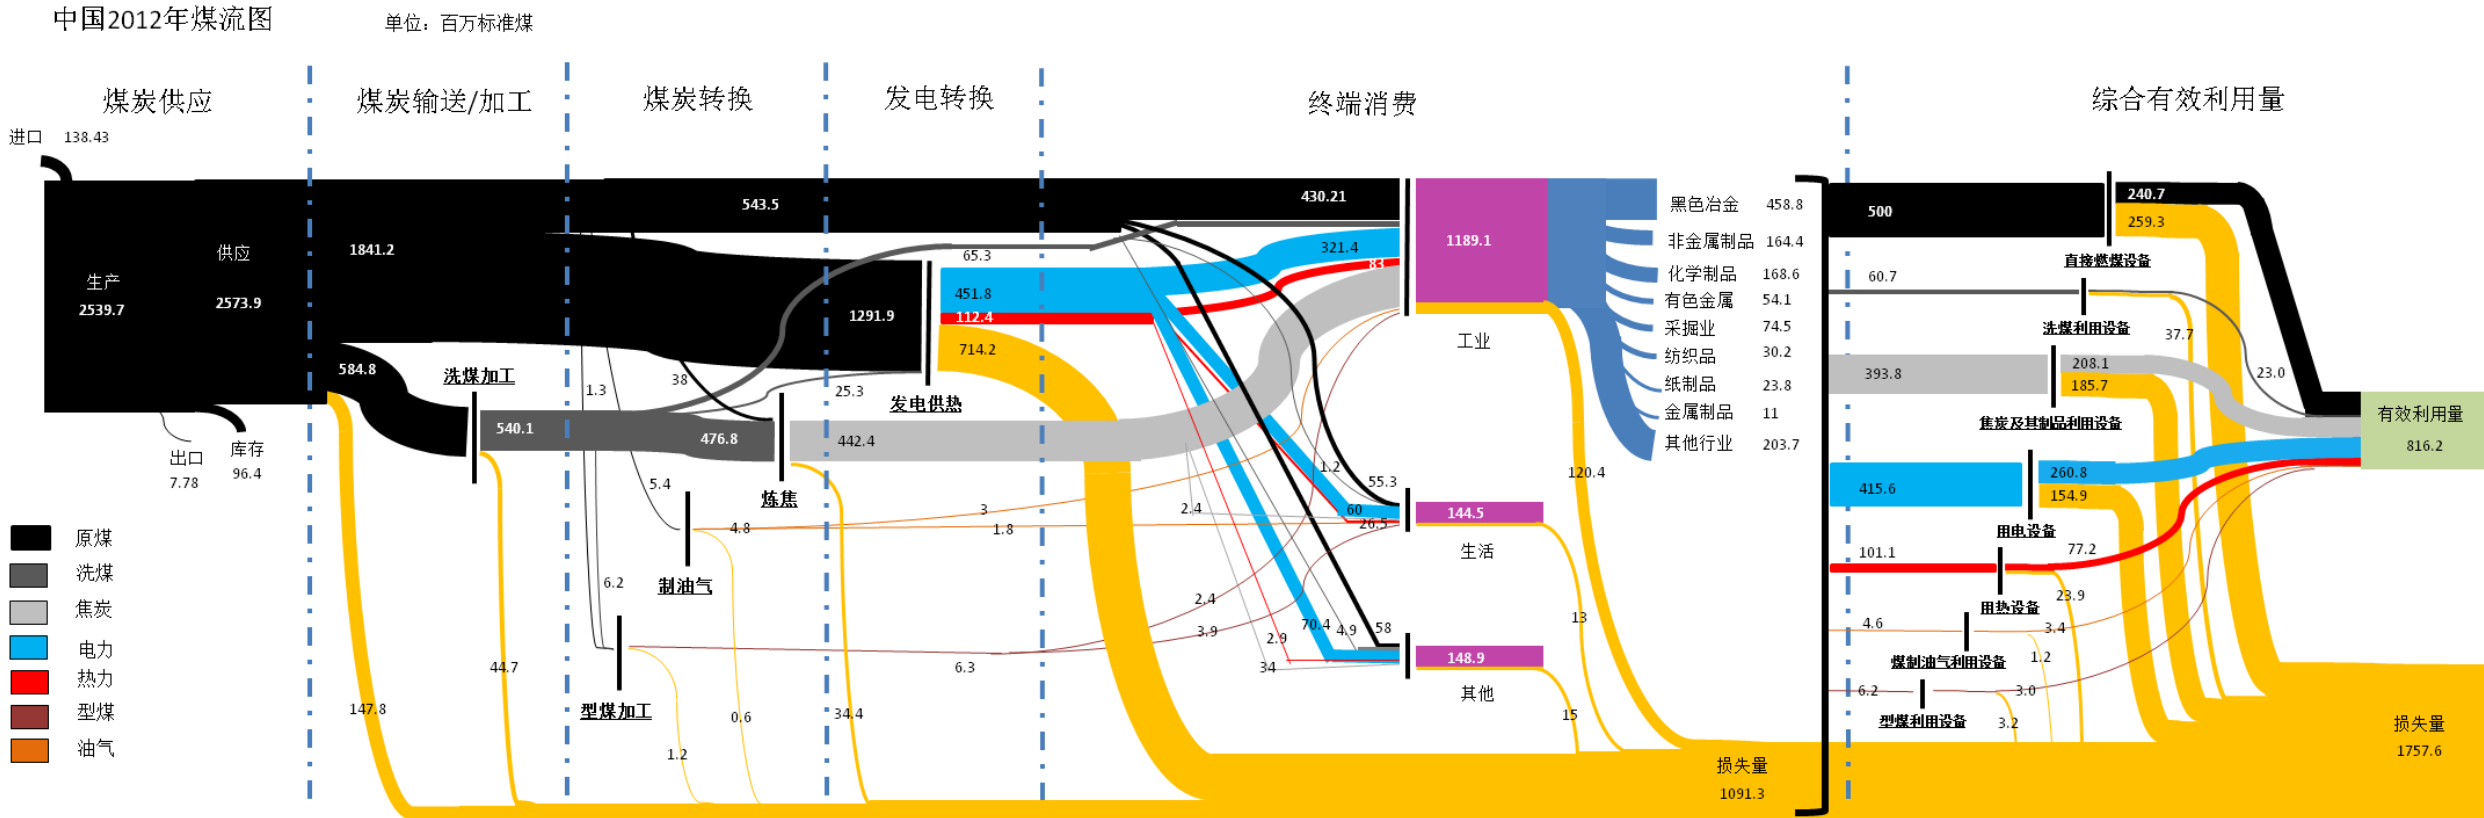 中国2012年煤流图
单位：百万标准煤
煤炭供应
煤炭输送/加工
煤炭转换
发电转换
终端消费
综合有效利用量
进口 138.43
生产
2539.7
供应
2573.9
出口
7.78
库存
96.4
1841.2
584.8
洗煤加工
540.1
147.8
44.7
543.5
1.3
38
25.3
476.8
5.4
4.8
6.2
炼焦
制油气
型煤加工
0.6
1.2
34.4
442.4
1291.9
发电供热
65.3
451.8
112.4
714.2
3
1.8
2.4
3.9
6.3
430.21
321.4
83
1.2
55.3
60
26.5
2.4
70.4
4.9
58
2.9
34
1189.1
工业
144.5
生活
148.9
其他
120.4
13
15
黑色冶金 458.8
非金属制品 164.4
化学制品 168.6
有色金属 54.1
采掘业 74.5
纺织品 30.2
纸制品 23.8
金属制品 11
其他行业 203.7
损失量
1091.3
500
240.7
259.3
直接燃煤设备
60.7
洗煤利用设备
37.7
23.0
393.8
208.1
185.7
焦炭及其制品利用设备
415.6
260.8
154.9
用电设备
101.1
77.2
用热设备
23.9
4.6
3.4
煤制油气利用设备
1.2
6.2
3.0
型煤利用设备
3.2
有效利用量
816.2
损失量
1757.6
原煤
洗煤
焦炭
电力
热力
型煤
油气